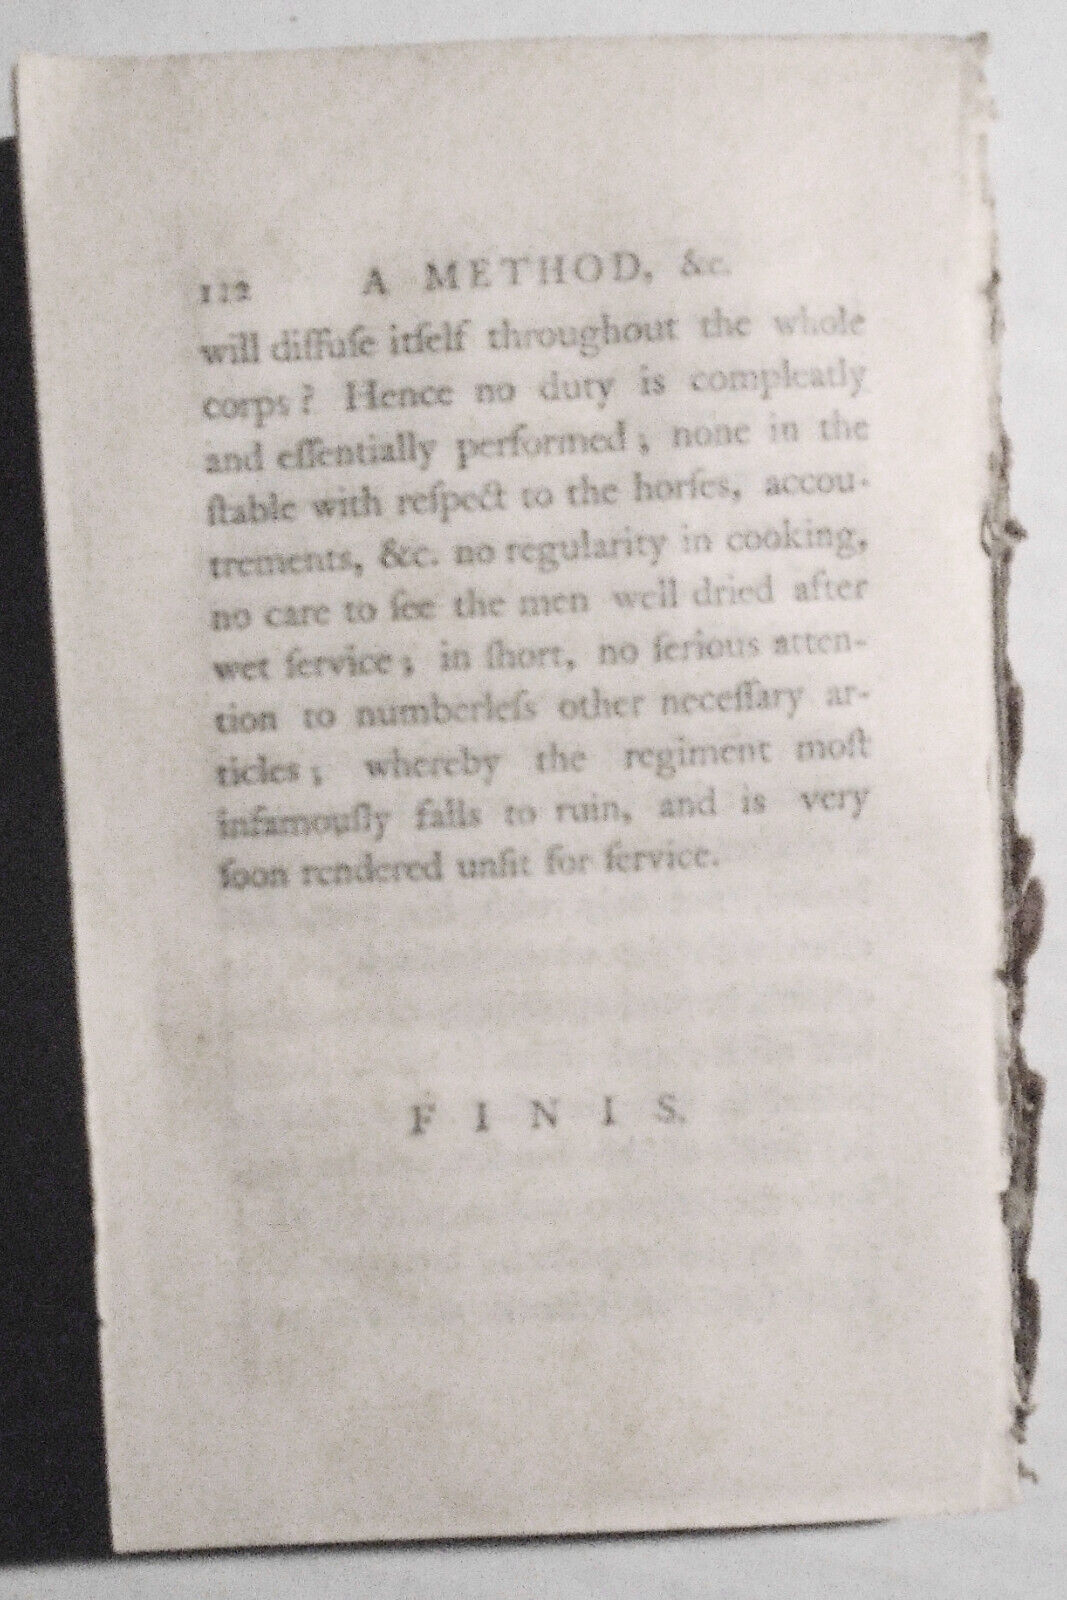 112 A METHOD, &c.
will diffuſe itſelf throughout the whole
corps? Hence no duty is compleatly
and eſſentially performed; none in the
ſtable with reſpect to the horſes, accou-
trements, &c. no regularity in cooking,
no care to ſee the men well dried after
wet ſervice; in ſhort, no ſerious atten-
tion to numberleſs other neceſſary ar-
ticles; whereby the regiment moſt
infamouſly falls to ruin, and is very
ſoon rendered unfit for ſervice.
F I N I S.